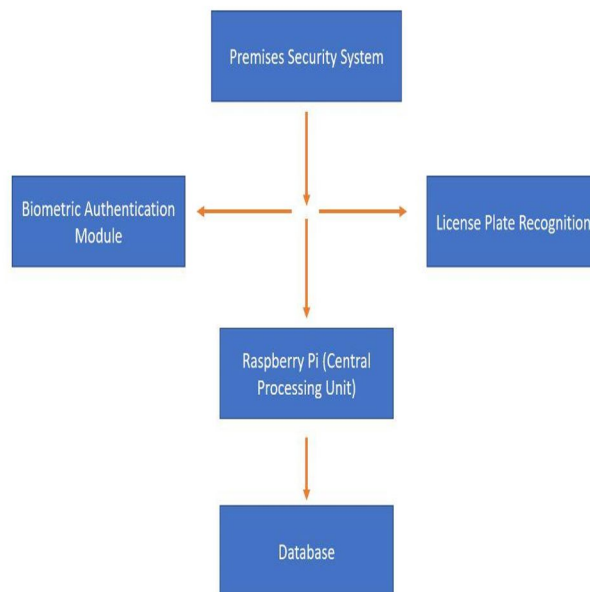 Premises Security System
Biometric Authentication
Module
License Plate Recognition
Raspberry Pi (Central
Processing Unit)
Database